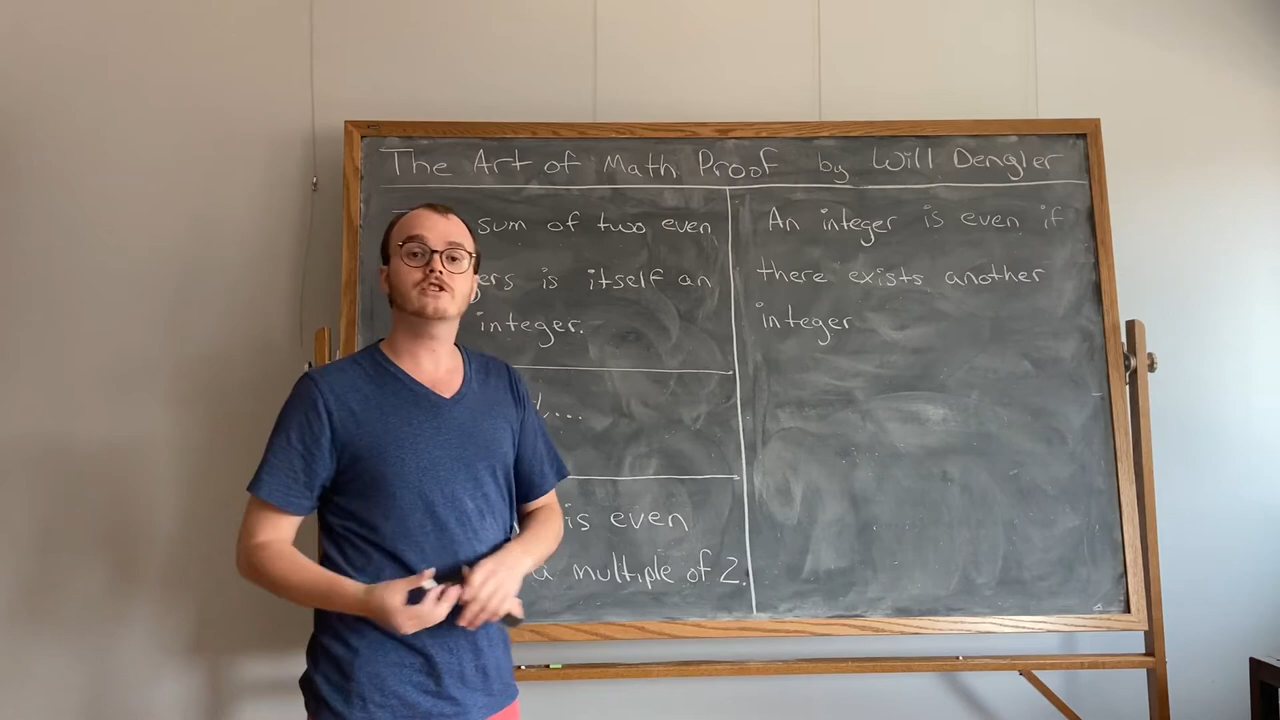 The Art of Math Proof by Will Dengler
sum of two even
ers is itself an
integer.
...
is even
a multiple of 2.
An integer is even if
there exists another
integer